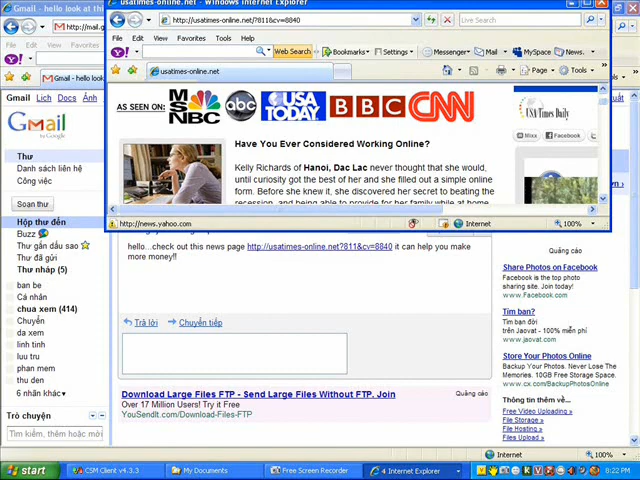 Gmail - hello look at this
usatimes-online.net - Windows Internet Explorer
http://usatimes-online.net/?811&cv=8840
Live Search
File Edit View Favorites Tools Help
Web Search
Bookmarks
Settings
Messenger
Mail
MySpace
News
usatimes-online.net
Page
Tools
AS SEEN ON:
MSNBC
abc
USA TODAY
BBC
CNN
USA Times Daily
Mixx
Facebook
Have You Ever Considered Working Online?
Kelly Richards of Hanoi, Dac Lac never thought that she would,
until curiosity got the best of her and she filled out a simple online
form. Before she knew it, she discovered her secret to beating the
recession, and being able to provide for her family while at home
http://news.yahoo.com
Internet
100%
http://mail.g
File Edit
Gmail - hello look
Gmail Lịch Docs Ảnh
Gmail
by Google
Thư
Danh sách liên hệ
Công việc
Soạn thư
Hộp thư đến
Buzz
Thư gắn dấu sao
Thư đã gửi
Thư nháp (5)
ban be
Cá nhân
chua xem (414)
Chuyển
da xem
linh tinh
luu tru
phan mem
thu den
6 nhãn khác
Trò chuyện
Tìm kiếm, thêm hoặc mời
hello...check out this news page http://usatimes-online.net/?811&cv=8840 it can help you make
more money!!
Trả lời
Chuyển tiếp
Download Large Files FTP - Send Large Files Without FTP. Join
Over 17 Million Users! Try it Free
YouSendIt.com/Download-Files-FTP
Quảng cáo
Quảng cáo
Share Photos on Facebook
Facebook is the top photo
sharing site. Join today!
www.Facebook.com
Tìm bạn?
Tìm bạn đời
trên Jaovat - 100% miễn phí
www.jaovat.com
Store Your Photos Online
Backup Your Photos. Never Lose The
Memories. 10GB Free Storage Space.
www.cx.com/BackupPhotosOnline
Thông tin thêm về...
Free Video Uploading »
File Storage »
File Hosting »
Files Upload »
Internet
100%
start
CSM Client v4.3.3
My Documents
Free Screen Recorder
4 Internet Explorer
8:22 PM